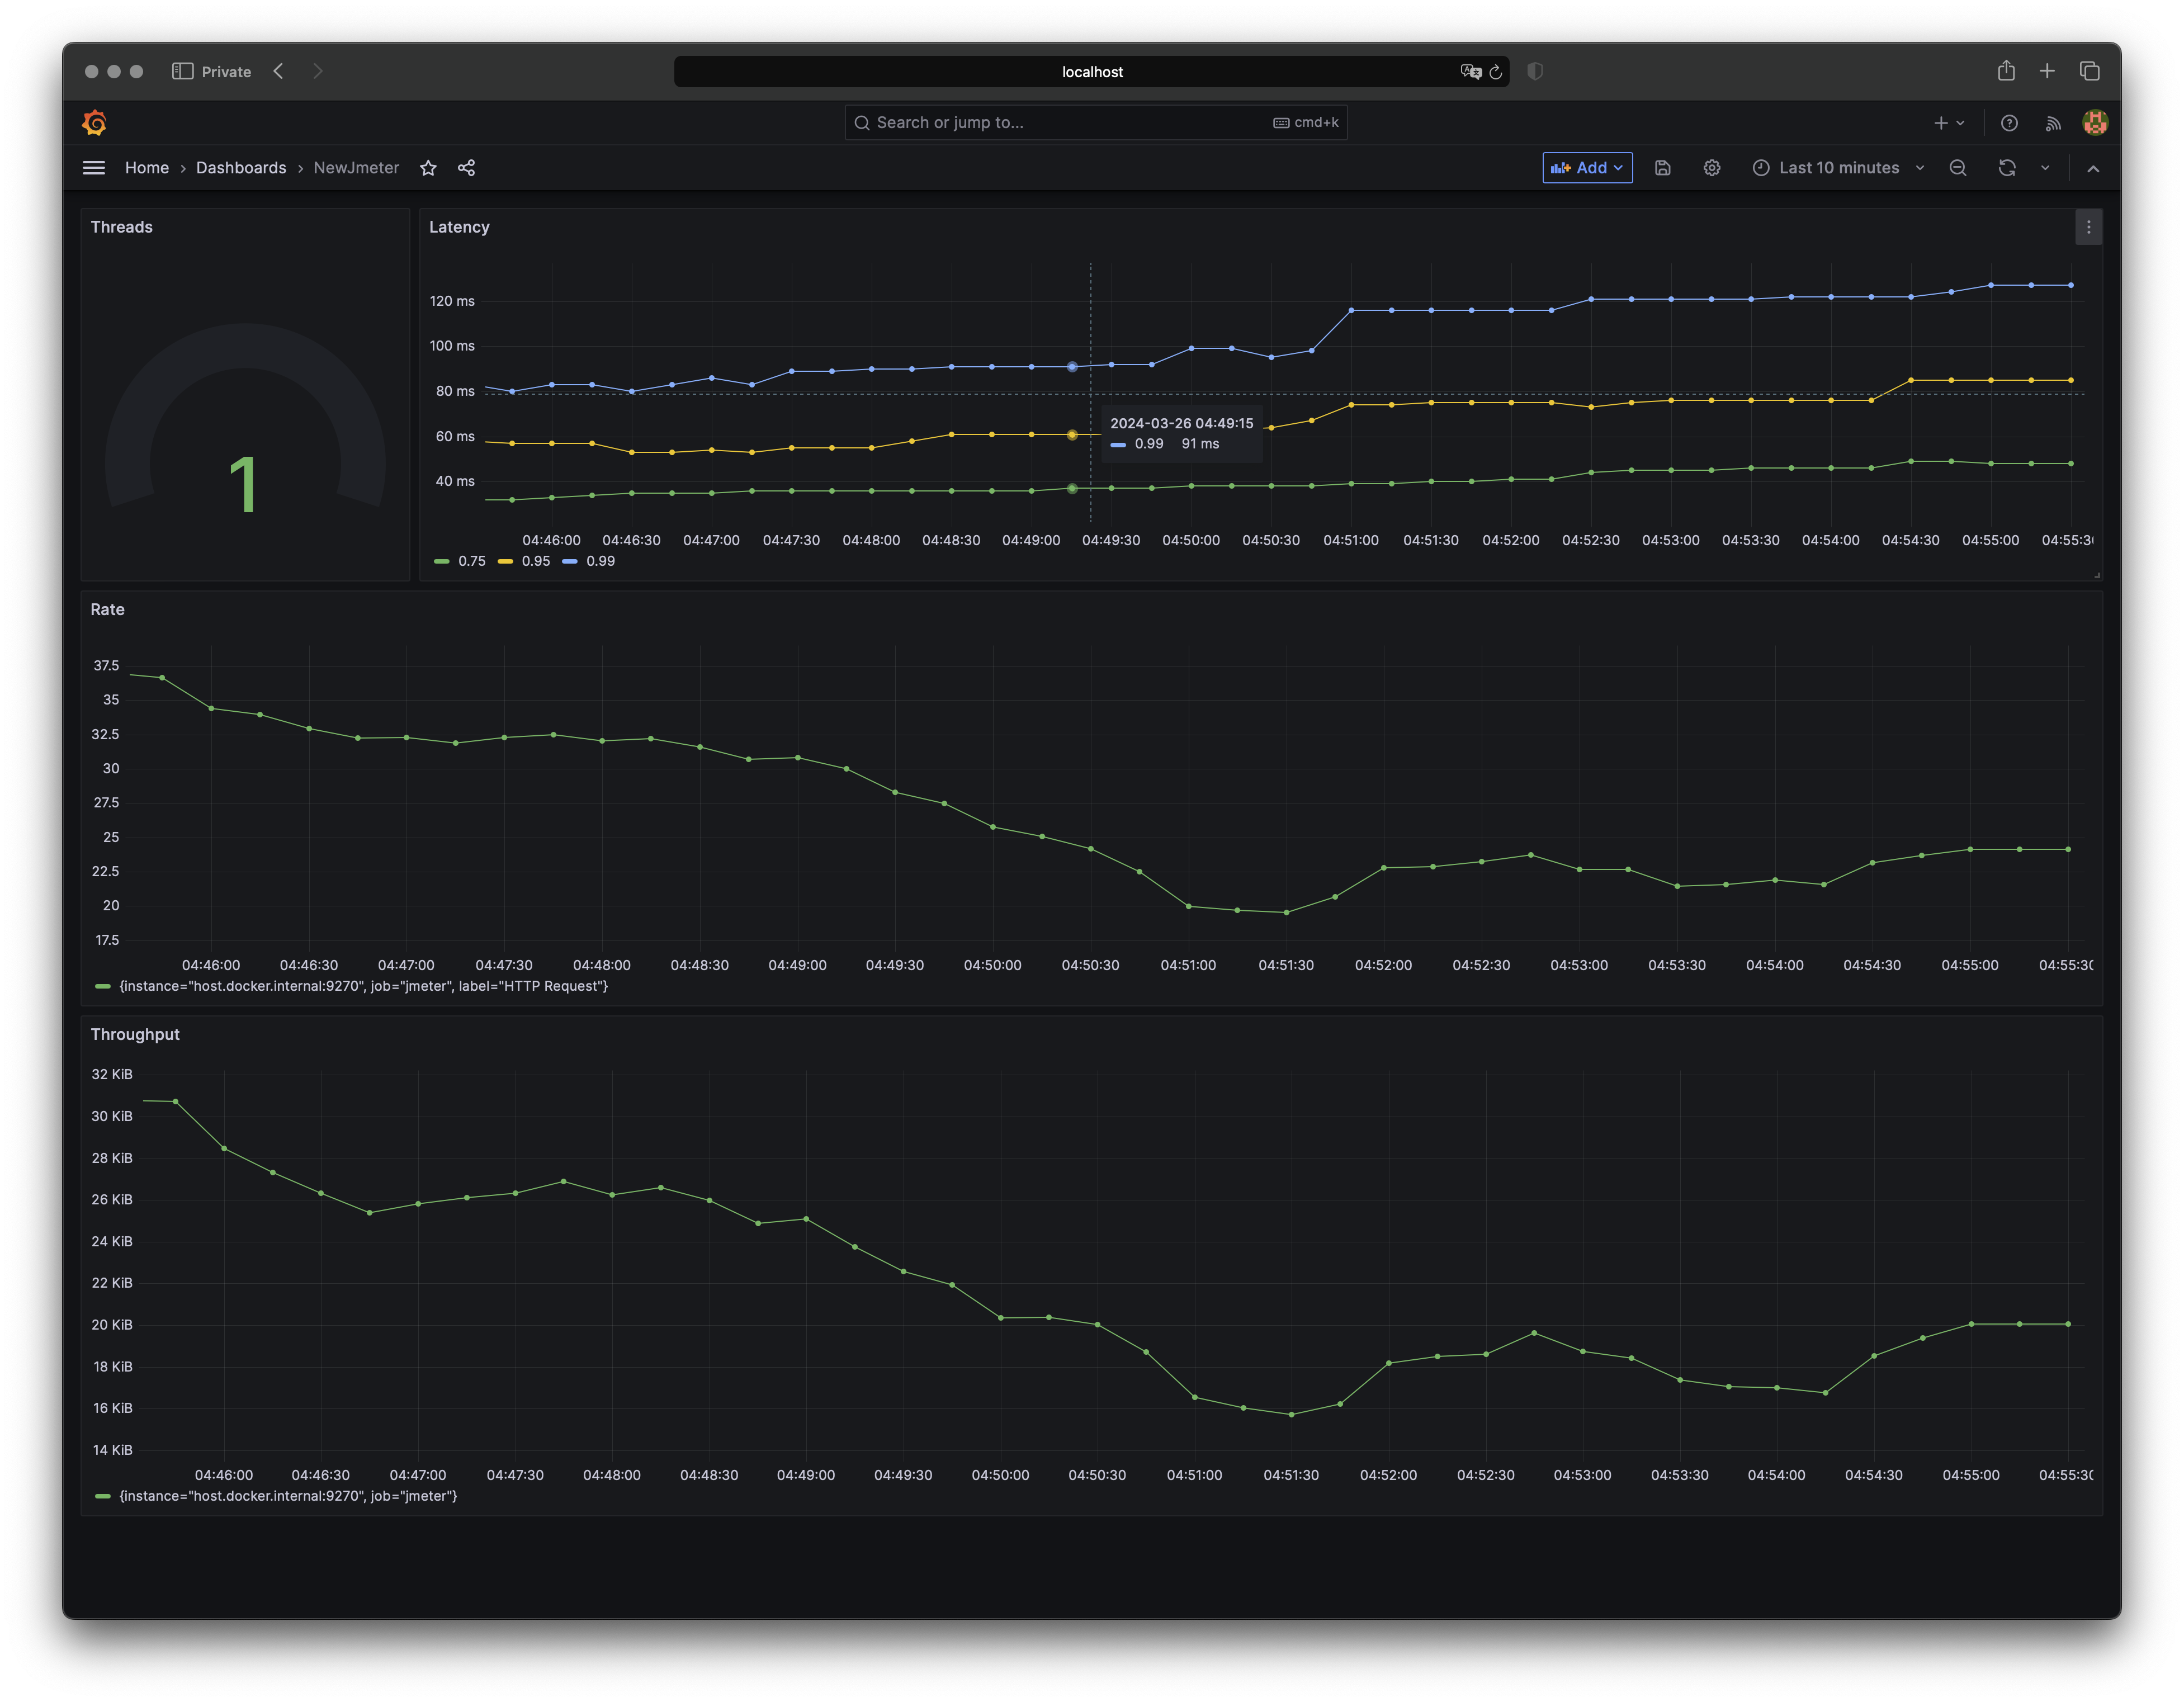 Private
localhost
Search or jump to...
cmd+k
Home › Dashboards › NewJmeter
Add
Last 10 minutes
Threads
1
Latency
120 ms
100 ms
80 ms
60 ms
40 ms
2024-03-26 04:49:15
0.99 91 ms
04:46:00 04:46:30 04:47:00 04:47:30 04:48:00 04:48:30 04:49:00 04:49:30 04:50:00 04:50:30 04:51:00 04:51:30 04:52:00 04:52:30 04:53:00 04:53:30 04:54:00 04:54:30 04:55:00 04:55:30
0.75 0.95 0.99
Rate
37.5
35
32.5
30
27.5
25
22.5
20
17.5
04:46:00 04:46:30 04:47:00 04:47:30 04:48:00 04:48:30 04:49:00 04:49:30 04:50:00 04:50:30 04:51:00 04:51:30 04:52:00 04:52:30 04:53:00 04:53:30 04:54:00 04:54:30 04:55:00 04:55:30
{instance="host.docker.internal:9270", job="jmeter", label="HTTP Request"}
Throughput
32 KiB
30 KiB
28 KiB
26 KiB
24 KiB
22 KiB
20 KiB
18 KiB
16 KiB
14 KiB
04:46:00 04:46:30 04:47:00 04:47:30 04:48:00 04:48:30 04:49:00 04:49:30 04:50:00 04:50:30 04:51:00 04:51:30 04:52:00 04:52:30 04:53:00 04:53:30 04:54:00 04:54:30 04:55:00 04:55:30
{instance="host.docker.internal:9270", job="jmeter"}